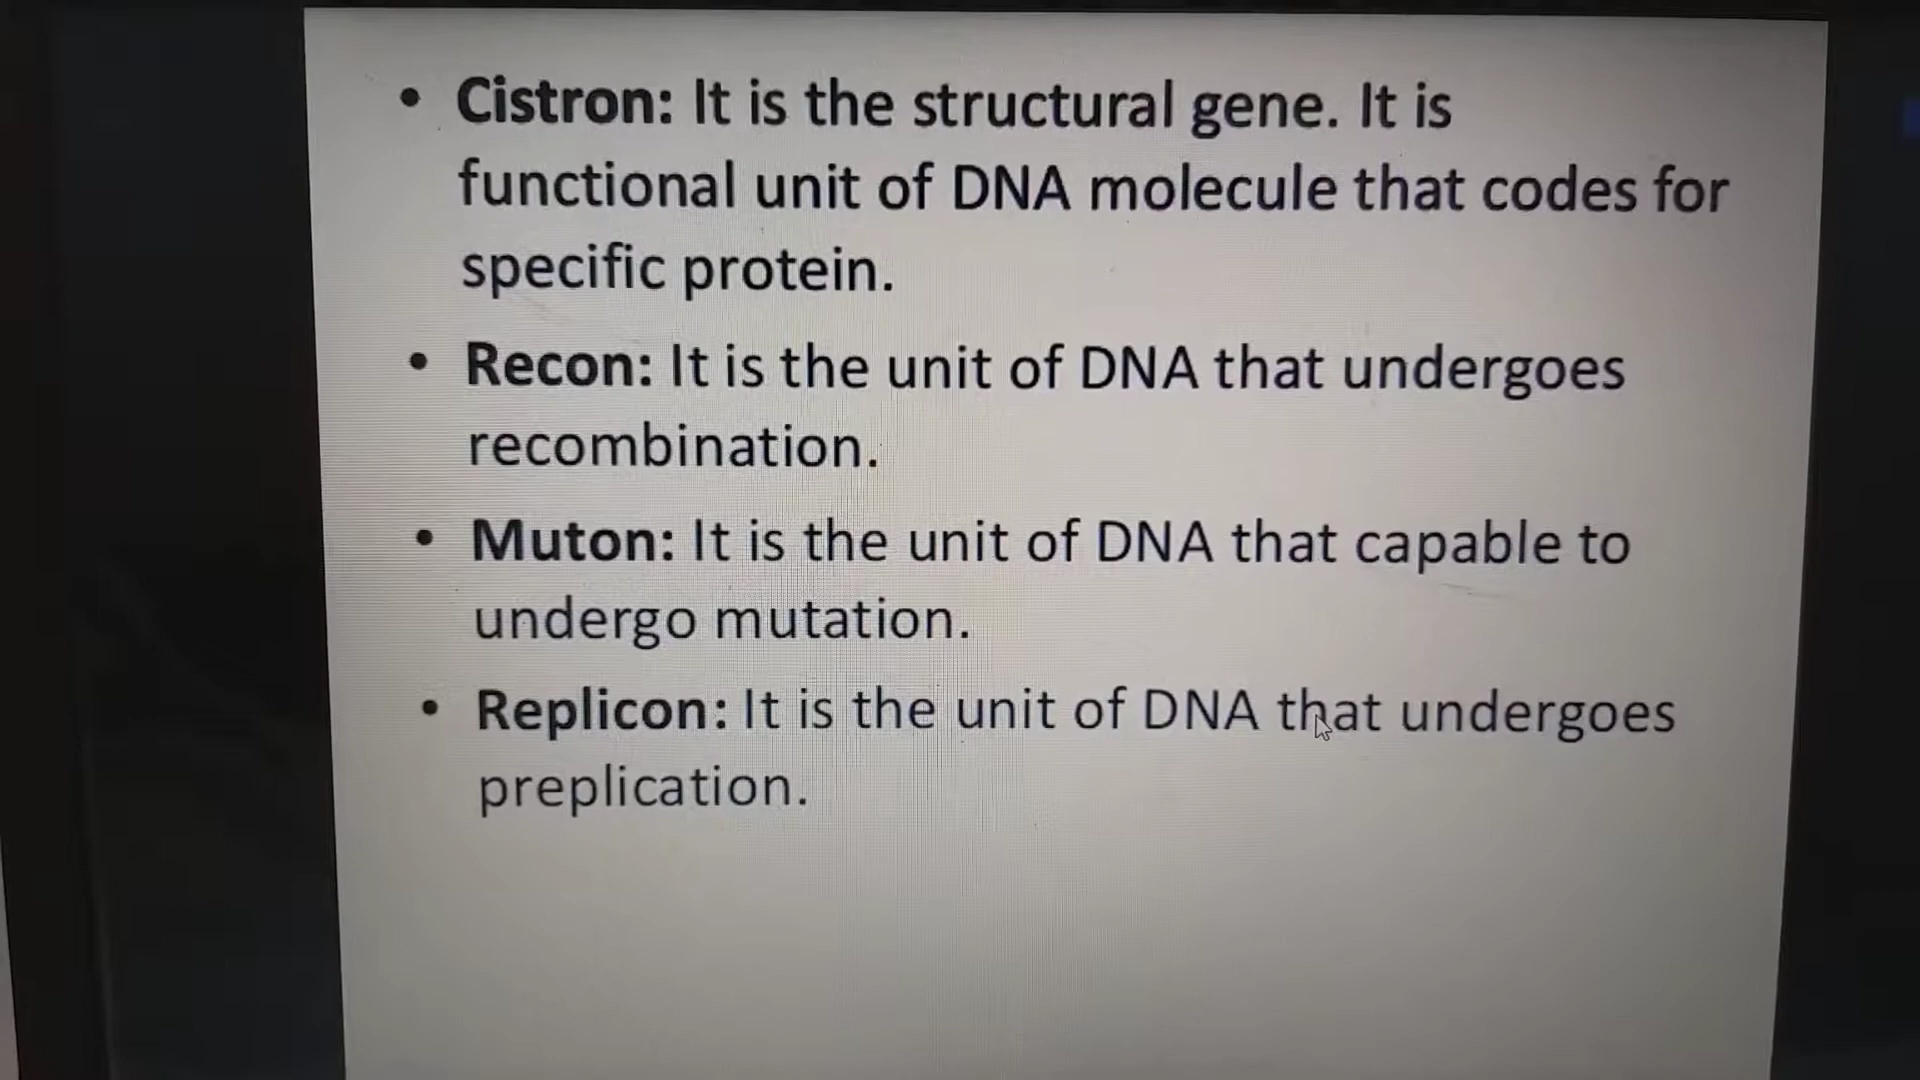 • Cistron: It is the structural gene. It is
functional unit of DNA molecule that codes for
specific protein.
• Recon: It is the unit of DNA that undergoes
recombination.
• Muton: It is the unit of DNA that capable to
undergo mutation.
• Replicon: It is the unit of DNA that undergoes
preplication.